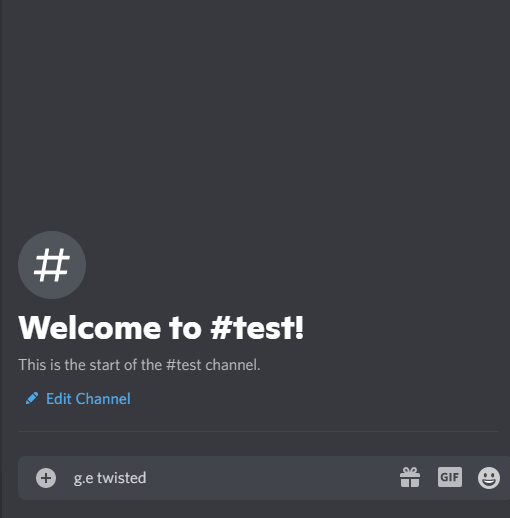 #
Welcome to #test!
This is the start of the #test channel.
Edit Channel
g.e twisted
GIF